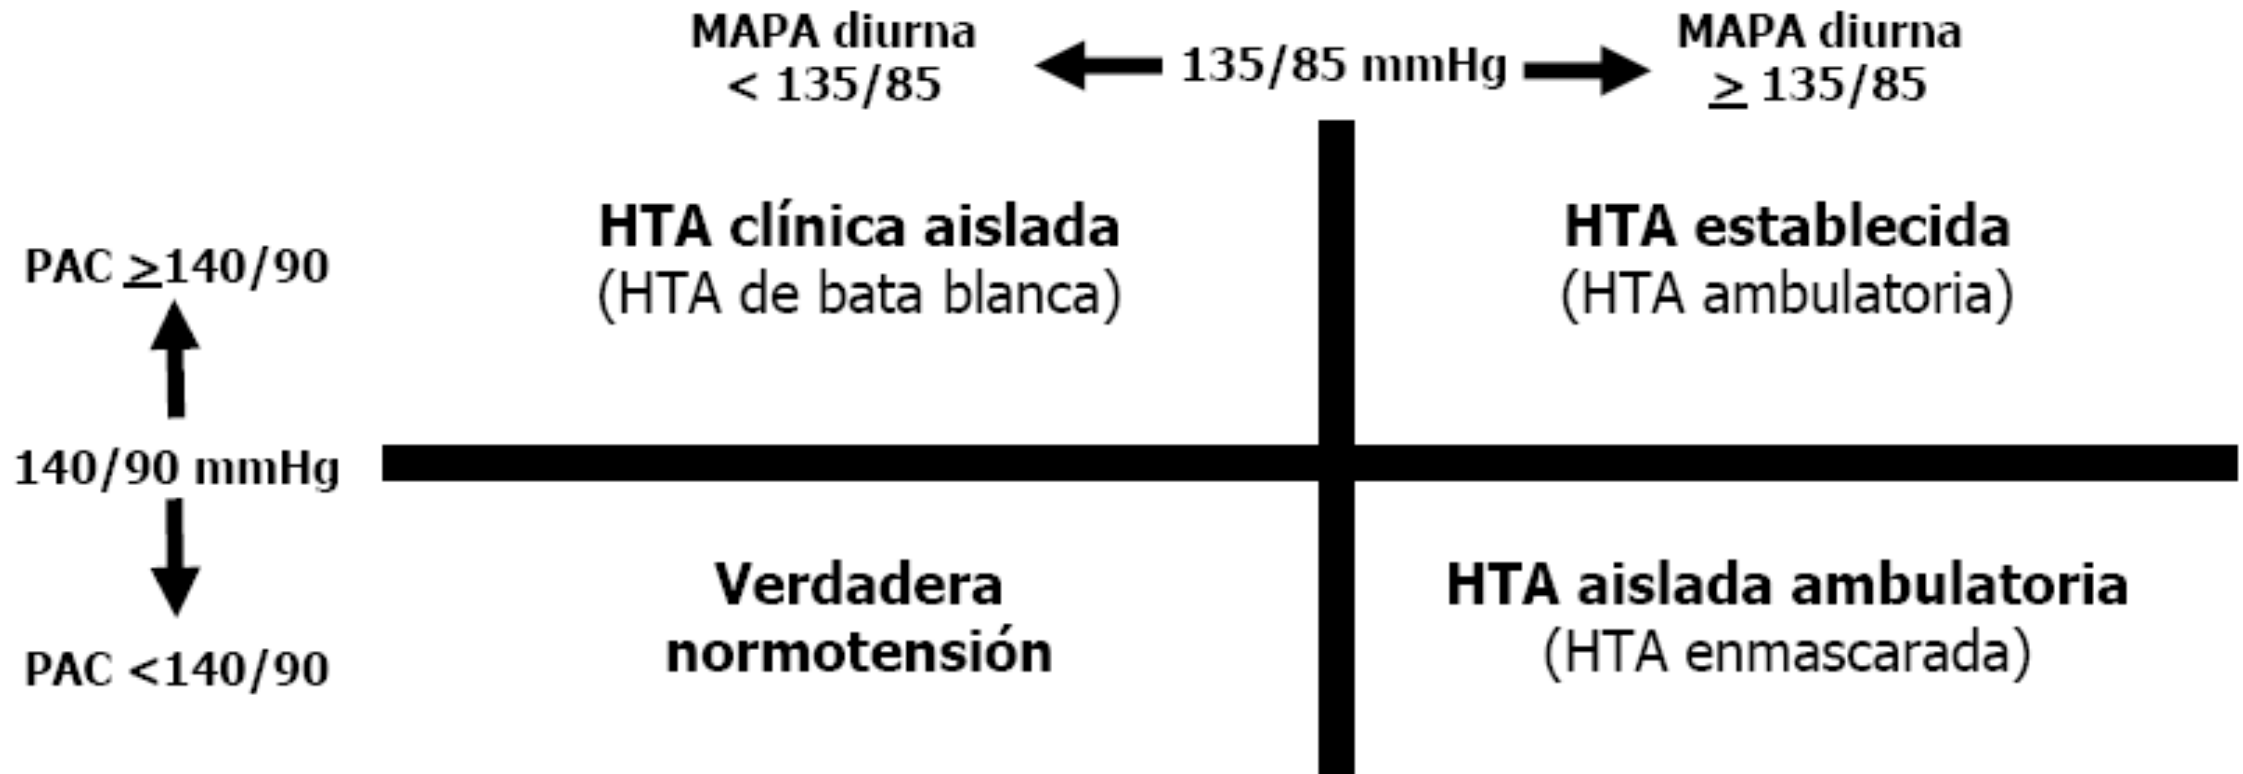 MAPA diurna
< 135/85
135/85 mmHg
MAPA diurna
≥ 135/85
HTA clínica aislada
(HTA de bata blanca)
HTA establecida
(HTA ambulatoria)
PAC ≥140/90
140/90 mmHg
PAC <140/90
Verdadera
normotensión
HTA aislada ambulatoria
(HTA enmascarada)